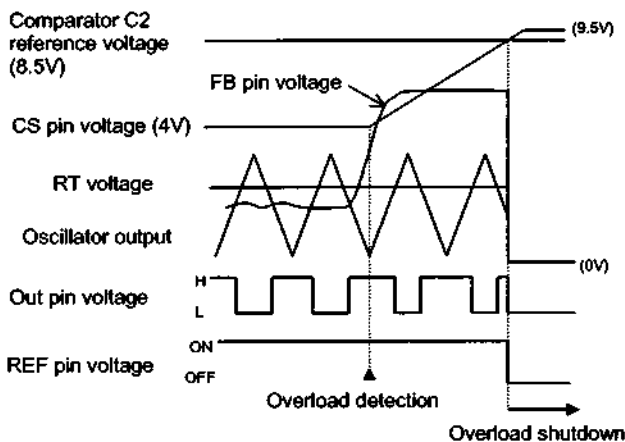 Comparator C2
reference voltage
(8.5V)
(9.5V)
FB pin voltage
CS pin voltage (4V)
RT voltage
Oscillator output
(0V)
H
Out pin voltage
L
ON
REF pin voltage
OFF
Overload detection
Overload shutdown